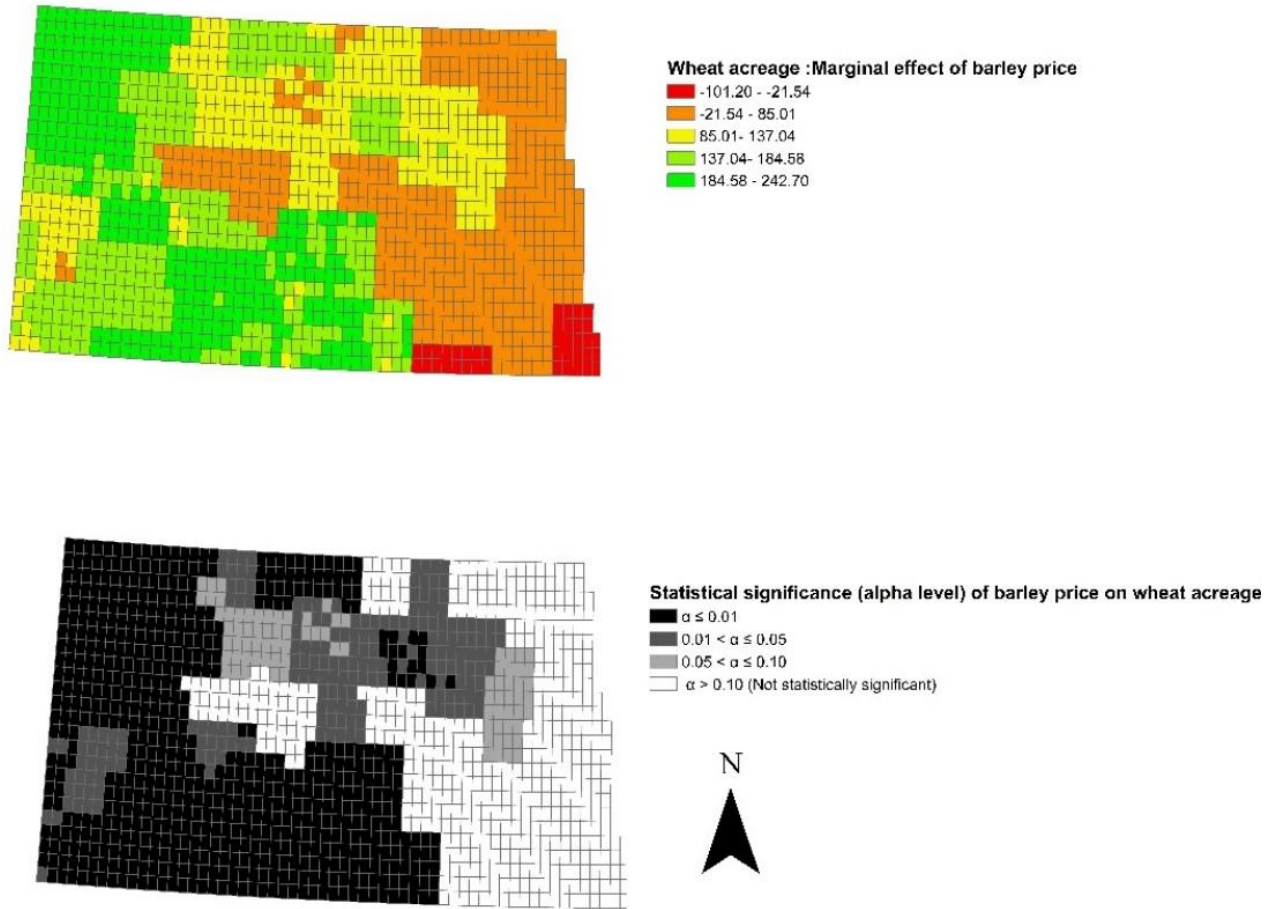 Wheat acreage :Marginal effect of barley price
-101.20 - -21.54
-21.54 - 85.01
85.01- 137.04
137.04- 184.58
184.58 - 242.70
Statistical significance (alpha level) of barley price on wheat acreage
α ≤ 0.01
0.01 < α ≤ 0.05
0.05 < α ≤ 0.10
α > 0.10 (Not statistically significant)
N